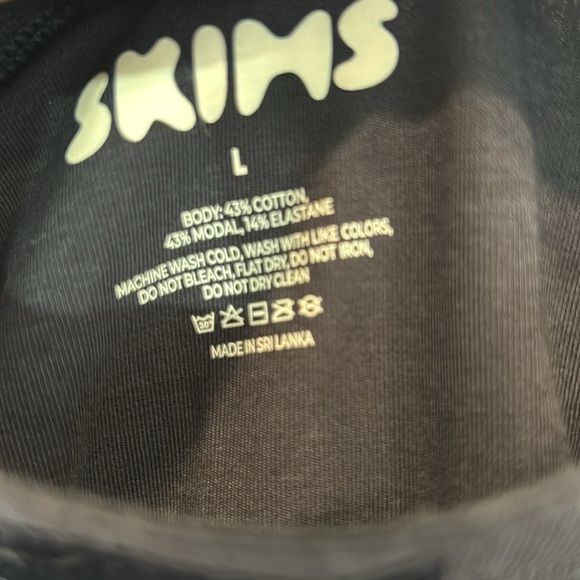 SKIMS
L
BODY: 43% COTTON,
43% MODAL, 14% ELASTANE
MACHINE WASH COLD, WASH WITH LIKE COLORS,
DO NOT BLEACH, FLAT DRY, DO NOT IRON,
DO NOT DRY CLEAN
30°
MADE IN SRI LANKA